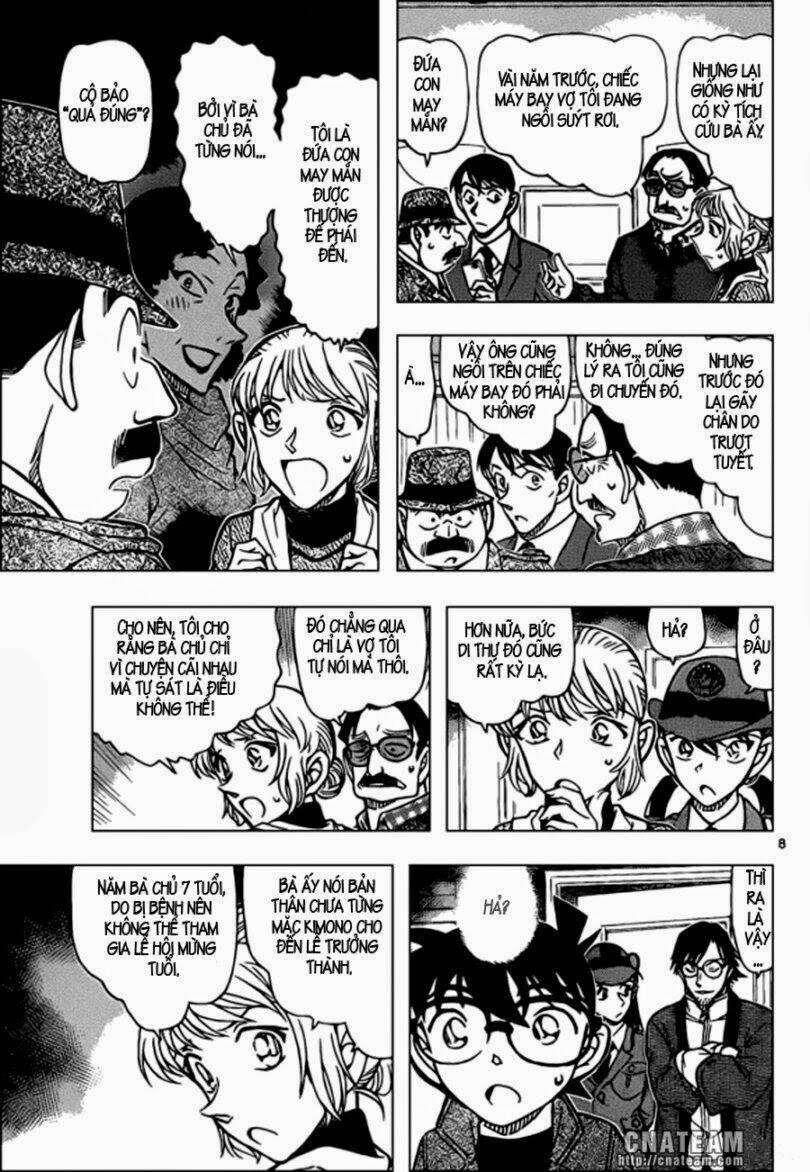 CÔ BẢO
"QUẢ ĐÚNG"?
BỞI VÌ BÀ
CHỦ ĐÃ
TỪNG NÓI...
TÔI LÀ
ĐỨA CON
MAY MẮN
ĐƯỢC
THƯỢNG
ĐẾ PHÁI
ĐẾN.
ĐỨA
CON
MAY
MẮN?
VÀI NĂM TRƯỚC, CHIẾC
MÁY BAY VỢ TÔI ĐANG
NGỒI SUÝT RƠI.
NHƯNG LẠI
GIỐNG NHƯ
CÓ KỲ TÍCH
CỨU BÀ ẤY.
À...
VẬY ÔNG CŨNG
NGỒI TRÊN CHIẾC
MÁY BAY ĐÓ PHẢI
KHÔNG?
KHÔNG... ĐÚNG
LÝ RA TÔI CŨNG
ĐI CHUYẾN ĐÓ.
NHƯNG
TRƯỚC ĐÓ
LẠI GÃY
CHÂN DO
TRƯỢT
TUYẾT.
CHO NÊN, TÔI CHO
RẰNG BÀ CHỦ CHỈ
VÌ CHUYỆN CÃI NHAU
MÀ TỰ SÁT LÀ ĐIỀU
KHÔNG THỂ!
ĐÓ CHẲNG QUA
CHỈ LÀ VỢ TÔI
TỰ NÓI MÀ THÔI.
HƠN NỮA, BỨC
DI THƯ ĐÓ CŨNG
RẤT KỲ LẠ.
HẢ?
Ở
ĐÂU
?
8
NĂM BÀ CHỦ 7 TUỔI,
DO BỊ BỆNH NÊN
KHÔNG THỂ THAM
GIA LỄ HỘI MỪNG
TUỔI.
BÀ ẤY NÓI BẢN
THÂN CHƯA TỪNG
MẶC KIMONO CHO
ĐẾN LỄ TRƯỞNG
THÀNH.
HẢ?
THÌ
RA
LÀ
VẬY
...
CNATEAM
http://cnateam.com